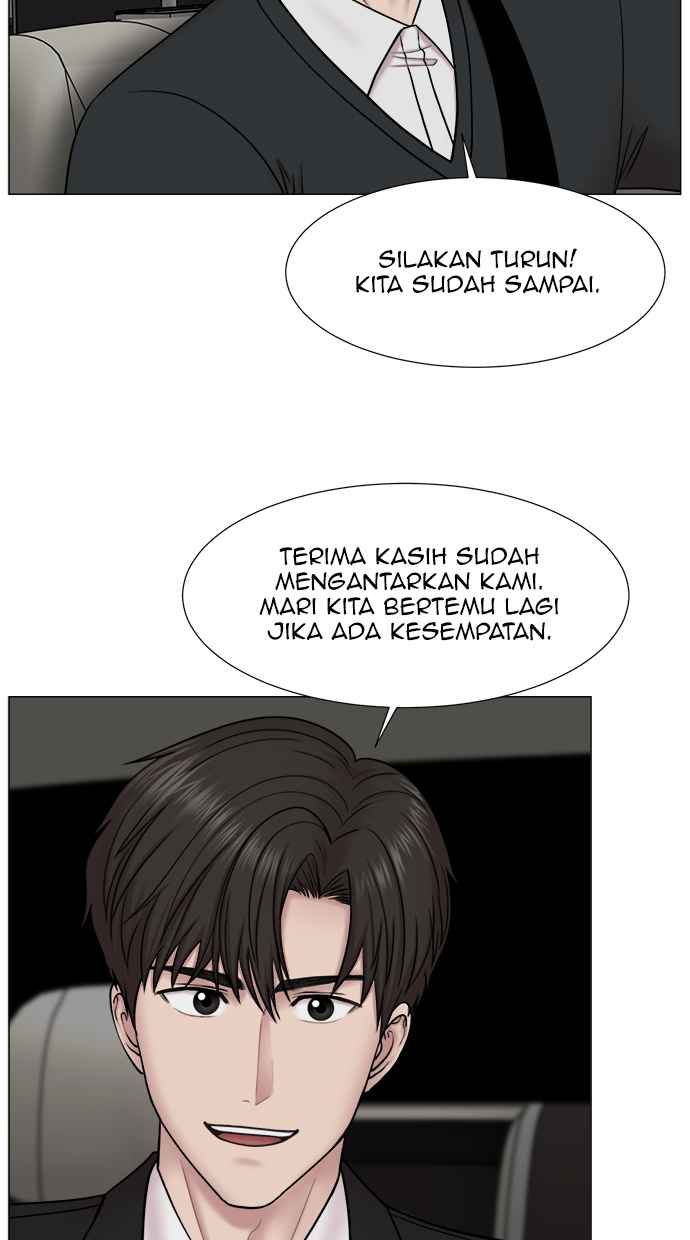 SILAKAN TURUN!
KITA SUDAH SAMPAI.
TERIMA KASIH SUDAH
MENGANTARKAN KAMI.
MARI KITA BERTEMU LAGI
JIKA ADA KESEMPATAN.